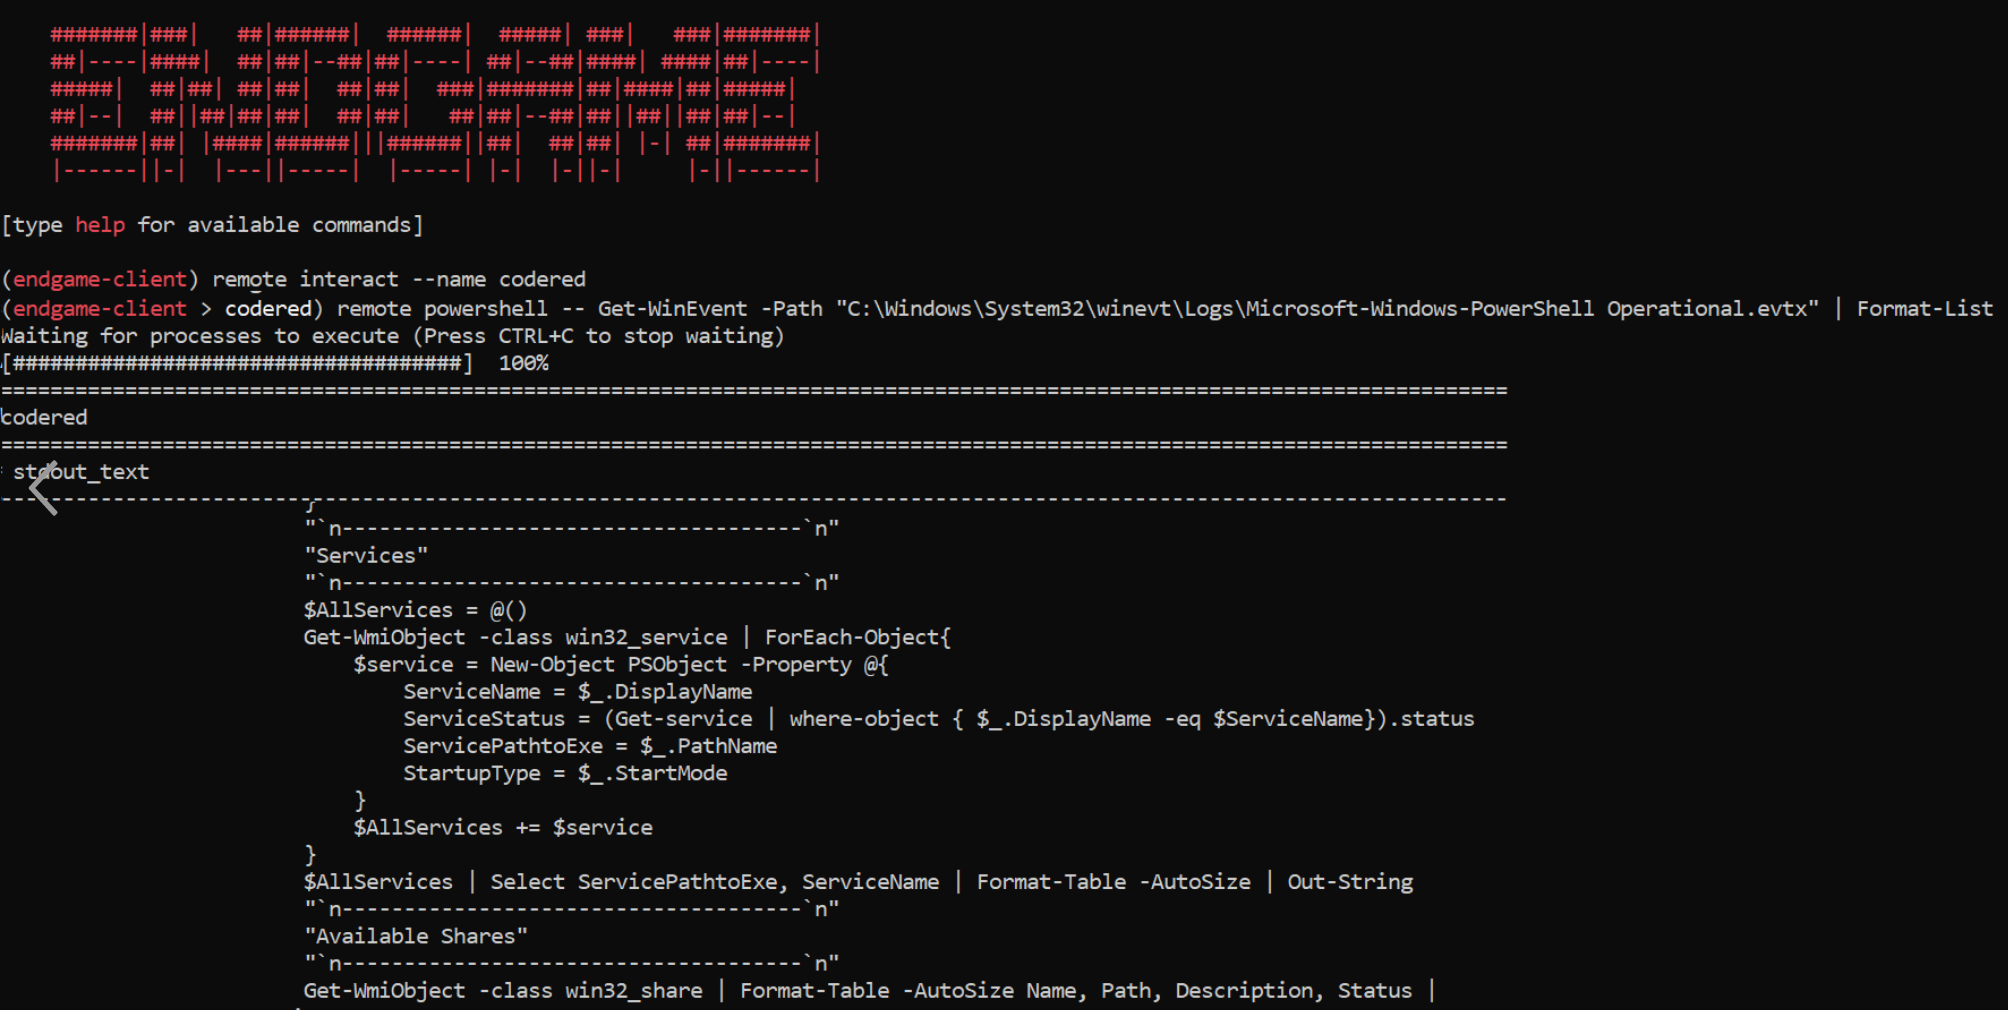 #######|###|   ##|######|  ######|  #####| ###|   ###|#######|
##|----|####|  ##|##|--##|##|----| ##|--##|####| ####|##|----|
#####|  ##|##| ##|##|  ##|##|  ###|#######|##|####|##|#####|
##|--|  ##||##|##|##|  ##|##|   ##|##|--##|##||##||##|##|--|
#######|##| |####|######|||######||##|  ##|##| |-| ##|#######|
|------||-|  |---||-----|  |-----| |-|  |-||-|     |-||------|
[type help for available commands]
(endgame-client) remote interact --name codered
(endgame-client > codered) remote powershell -- Get-WinEvent -Path "C:\Windows\System32\winevt\Logs\Microsoft-Windows-PowerShell Operational.evtx" | Format-List
Waiting for processes to execute (Press CTRL+C to stop waiting)
[####################################]  100%
codered
stdout_text
}
"`n-------------------------------------`n"
"Services"
"`n-------------------------------------`n"
$AllServices = @()
Get-WmiObject -class win32_service | ForEach-Object{
    $service = New-Object PSObject -Property @{
        ServiceName = $_.DisplayName
        ServiceStatus = (Get-service | where-object { $_.DisplayName -eq $ServiceName}).status
        ServicePathtoExe = $_.PathName
        StartupType = $_.StartMode
    }
    $AllServices += $service
}
$AllServices | Select ServicePathtoExe, ServiceName | Format-Table -AutoSize | Out-String
"`n-------------------------------------`n"
"Available Shares"
"`n-------------------------------------`n"
Get-WmiObject -class win32_share | Format-Table -AutoSize Name, Path, Description, Status |